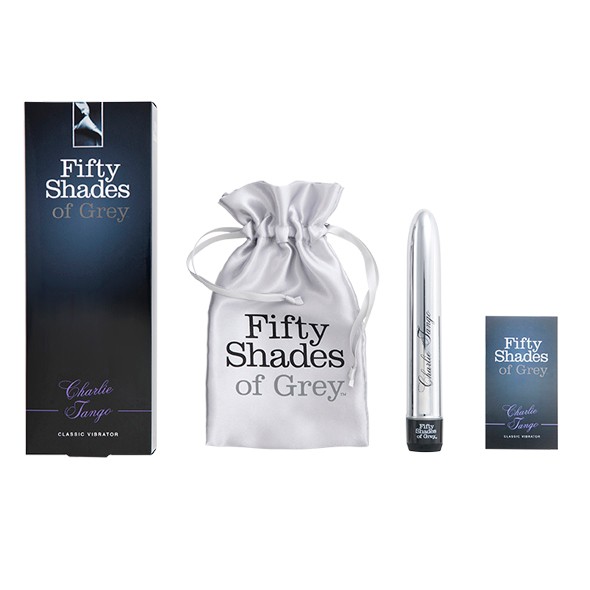 Fifty
Shades
of Grey
Charlie
Tango
CLASSIC VIBRATOR
Fifty
Shades
of Grey™
Charlie Tango
Fifty
Shades
of Grey
Fifty
Shades
of Grey
Charlie
Tango
CLASSIC VIBRATOR